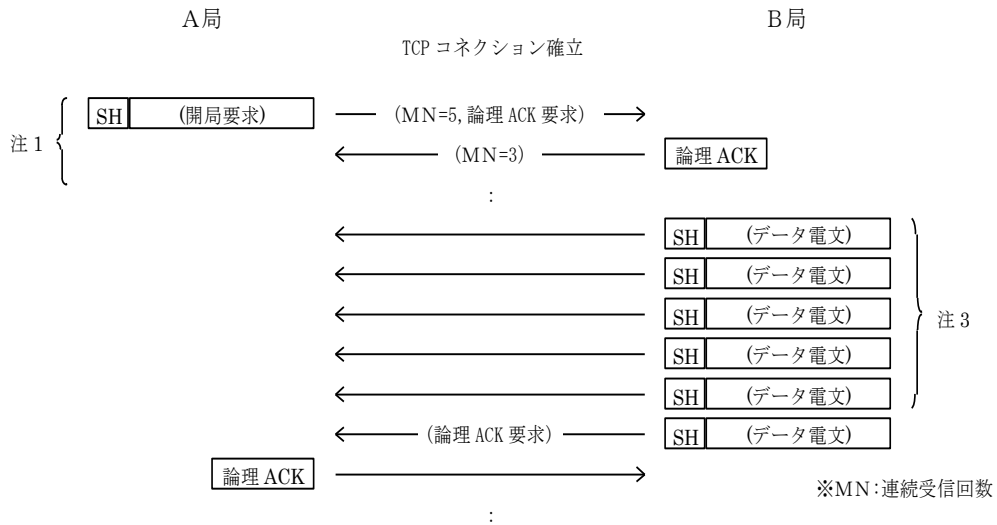 A局 B局
TCP コネクション確立
注1 SH (開局要求) (MN=5, 論理 ACK 要求)
(MN=3) 論理 ACK
:
SH (データ電文)
SH (データ電文)
SH (データ電文) 注3
SH (データ電文)
SH (データ電文)
(論理 ACK 要求) SH (データ電文)
論理 ACK
※MN:連続受信回数
: